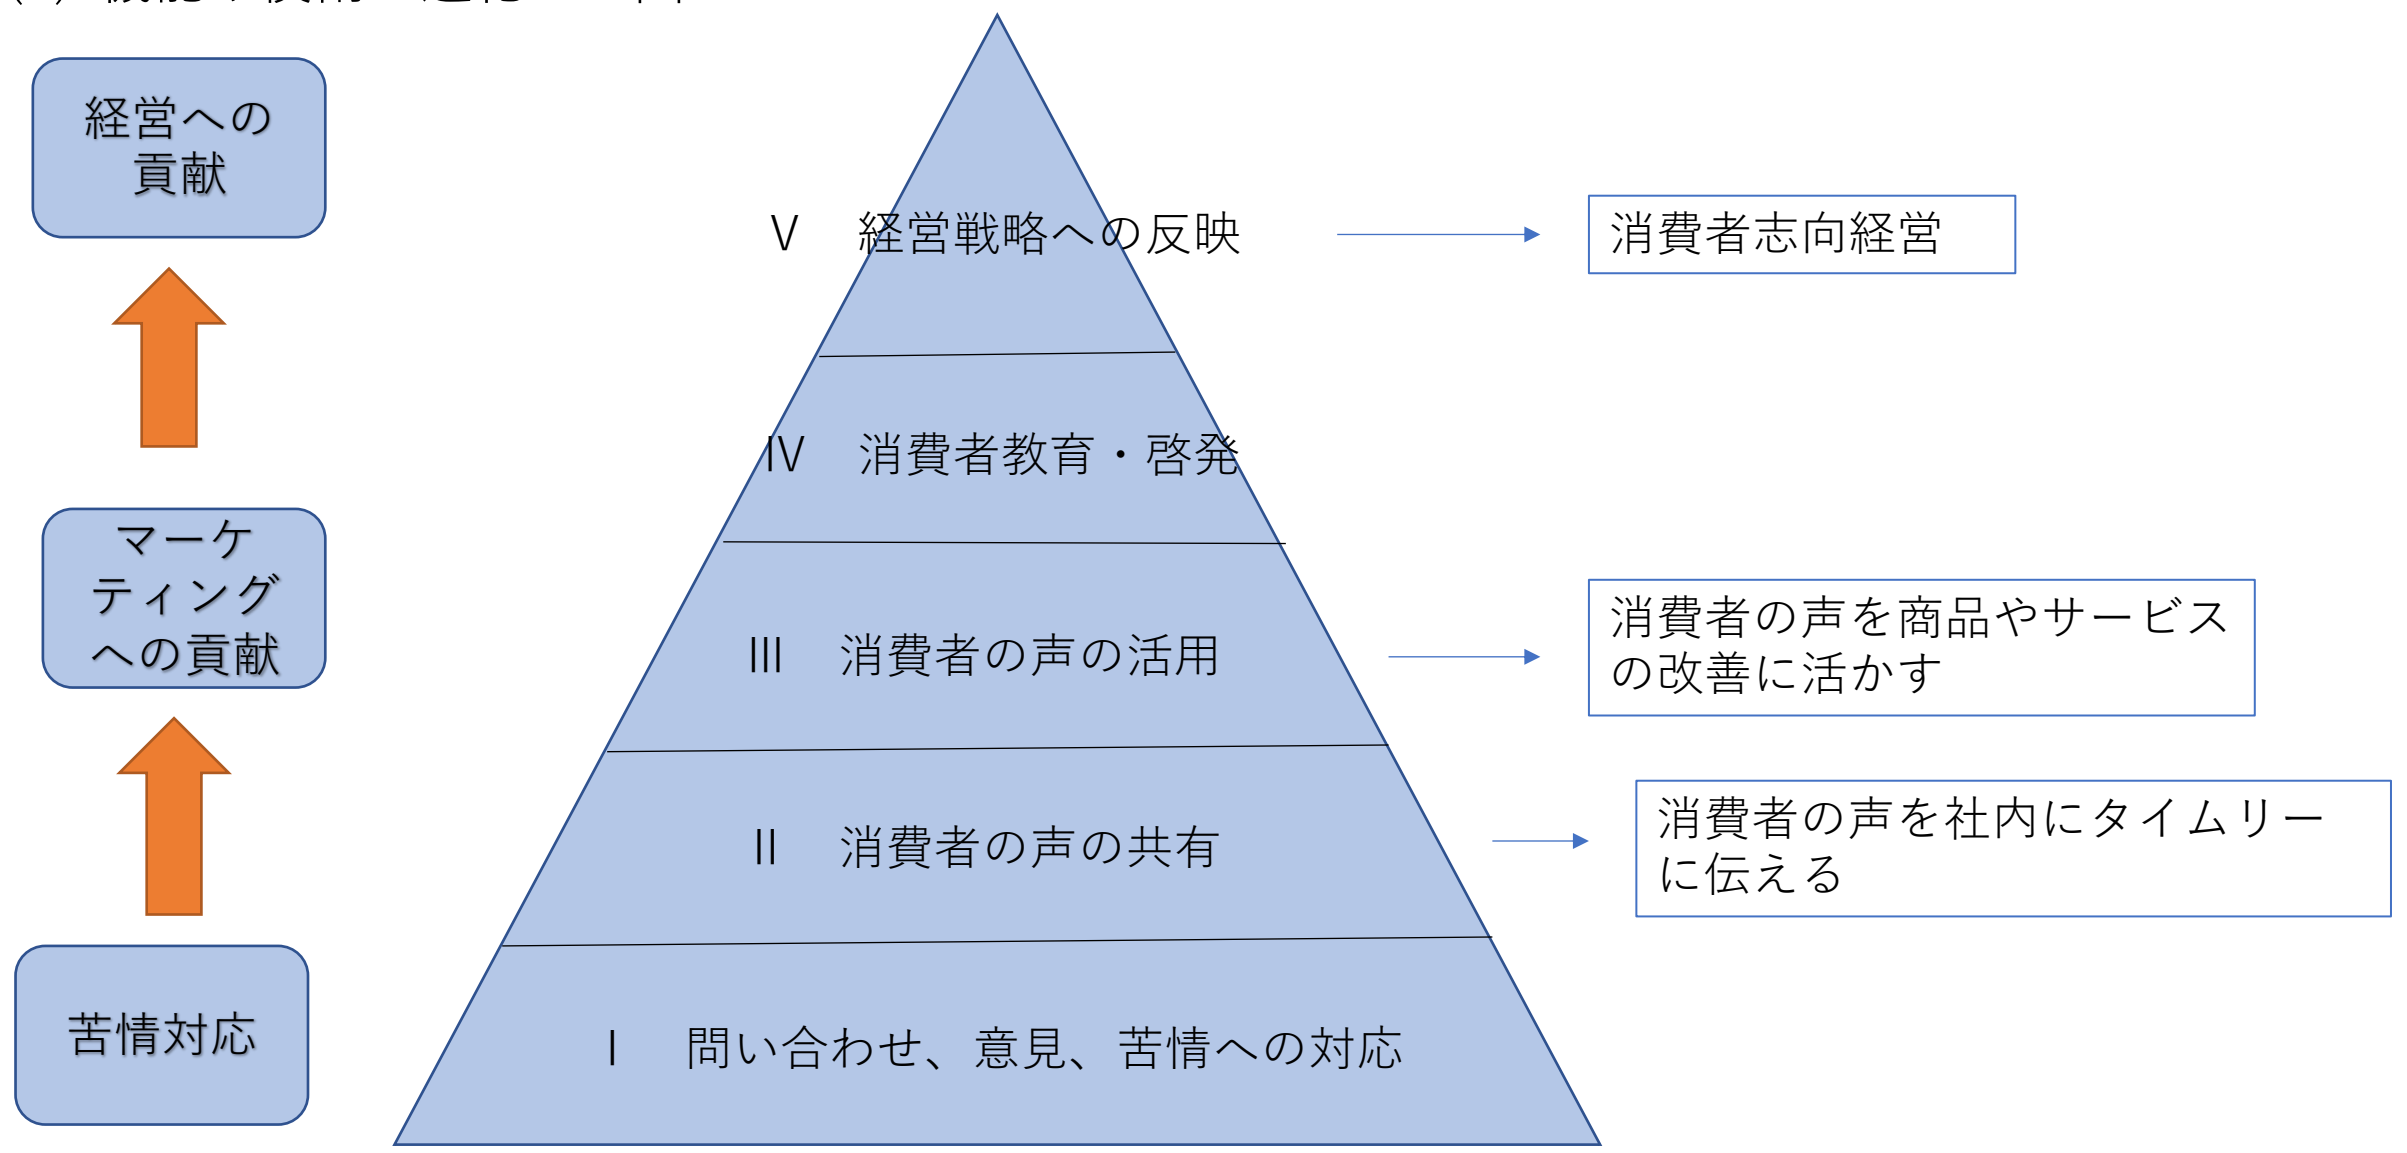 経営への
貢献
Ⅴ 経営戦略への反映
消費者志向経営
Ⅳ 消費者教育・啓発
マーケ
ティング
への貢献
Ⅲ 消費者の声の活用
消費者の声を商品やサービス
の改善に活かす
Ⅱ 消費者の声の共有
消費者の声を社内にタイムリー
に伝える
苦情対応
Ⅰ 問い合わせ、意見、苦情への対応